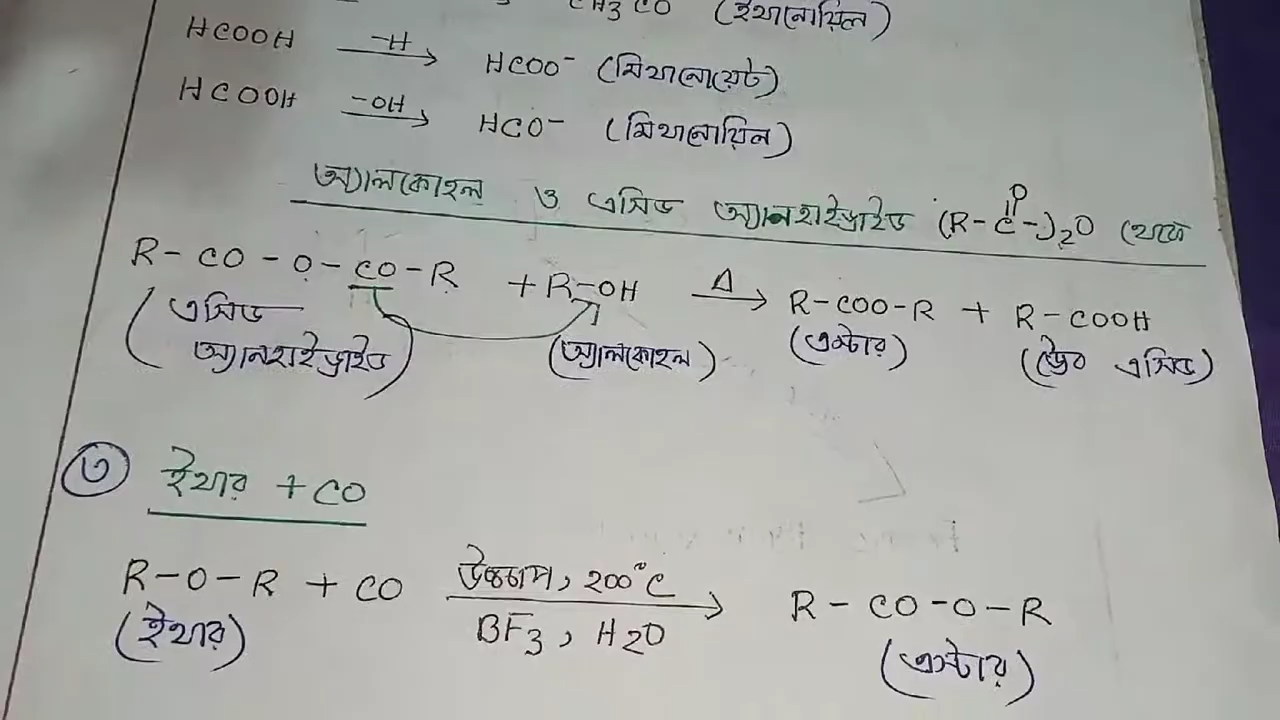 CH3CO (ইথানোয়িল)
HCOOH —-H→ HCOO⁻ (মিথানোয়েট)
HCOOH —-OH→ HCO⁻ (মিথানোয়িল)
অ্যালকোহল ও এসিড অ্যানহাইড্রাইড (R-C(=O)-)₂O থেকে
R-CO-O-CO-R + R-OH —Δ→ R-COO-R + R-COOH
(এসিড অ্যানহাইড্রাইড) (অ্যালকোহল) (এস্টার) (জৈব এসিড)
৩ ইথার + CO
R-O-R + CO —উচ্চচাপ, 200°C / BF3, H2O→ R-CO-O-R
(ইথার) (এস্টার)